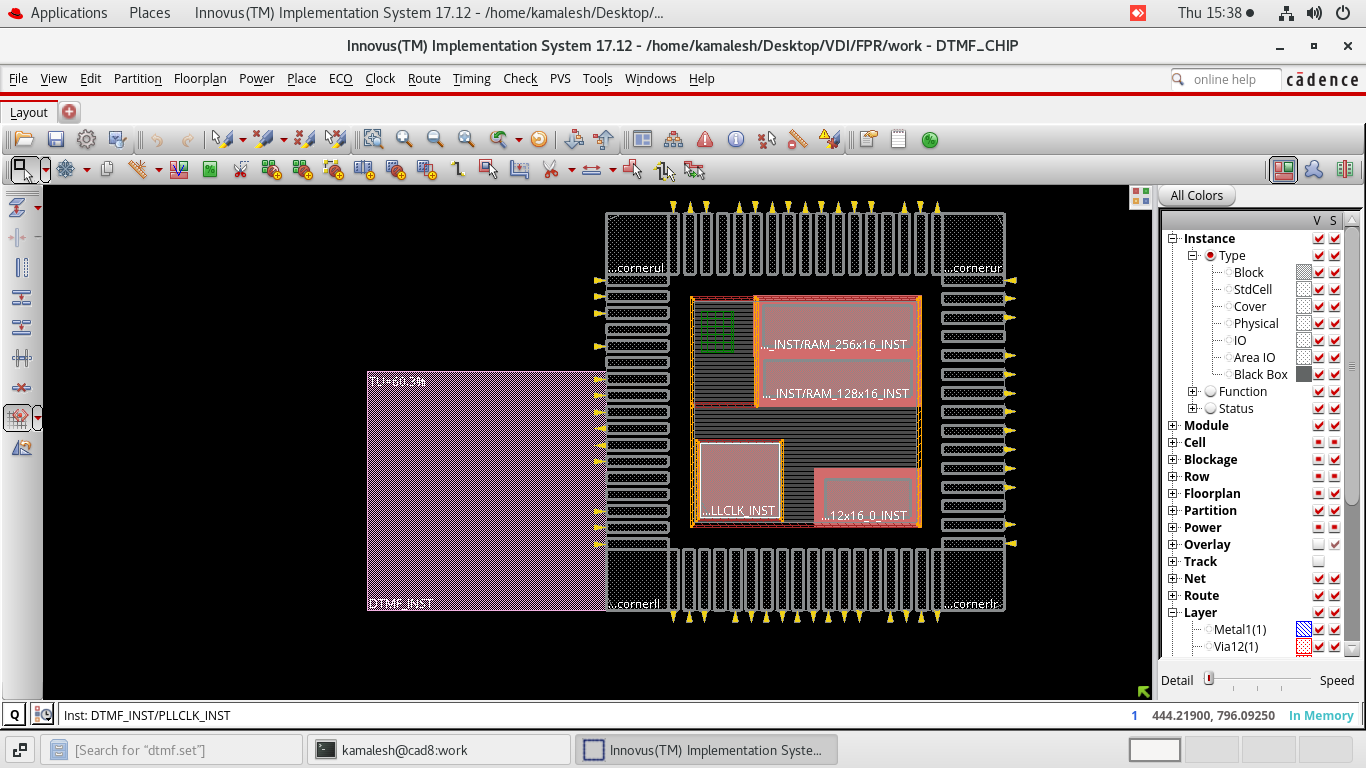 Applications Places Innovus(TM) Implementation System 17.12 - /home/kamalesh/Desktop/... Thu 15:38
Innovus(TM) Implementation System 17.12 - /home/kamalesh/Desktop/VDI/FPR/work - DTMF_CHIP
File View Edit Partition Floorplan Power Place ECO Clock Route Timing Check PVS Tools Windows Help online help cādence
Layout
All Colors
V S
Instance
Type
Block
StdCell
Cover
Physical
IO
Area IO
Black Box
Function
Status
Module
Cell
Blockage
Row
Floorplan
Partition
Power
Overlay
Track
Net
Route
Layer
Metal1(1)
Via12(1)
Detail Speed
...cornerul ...cornerur
..._INST/RAM_256x16_INST
..._INST/RAM_128x16_INST
...LLCLK_INST ...12x16_0_INST
DTMF_INST ...cornerll ...cornerlr
Q Inst: DTMF_INST/PLLCLK_INST 1 444.21900, 796.09250 In Memory
[Search for “dtmf.set”] kamalesh@cad8:work Innovus(TM) Implementation Syste...